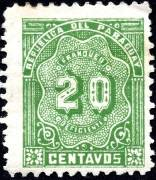 REPUBLICA DEL PARAGUAY
FRANQUEO
20
DEFICIENTE
CENTAVOS